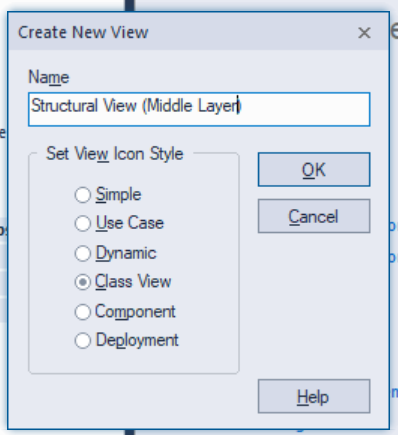 Create New View
Name
Structural View (Middle Layer)
Set View Icon Style
Simple
OK
Use Case
Cancel
Dynamic
Class View
Component
Deployment
Help